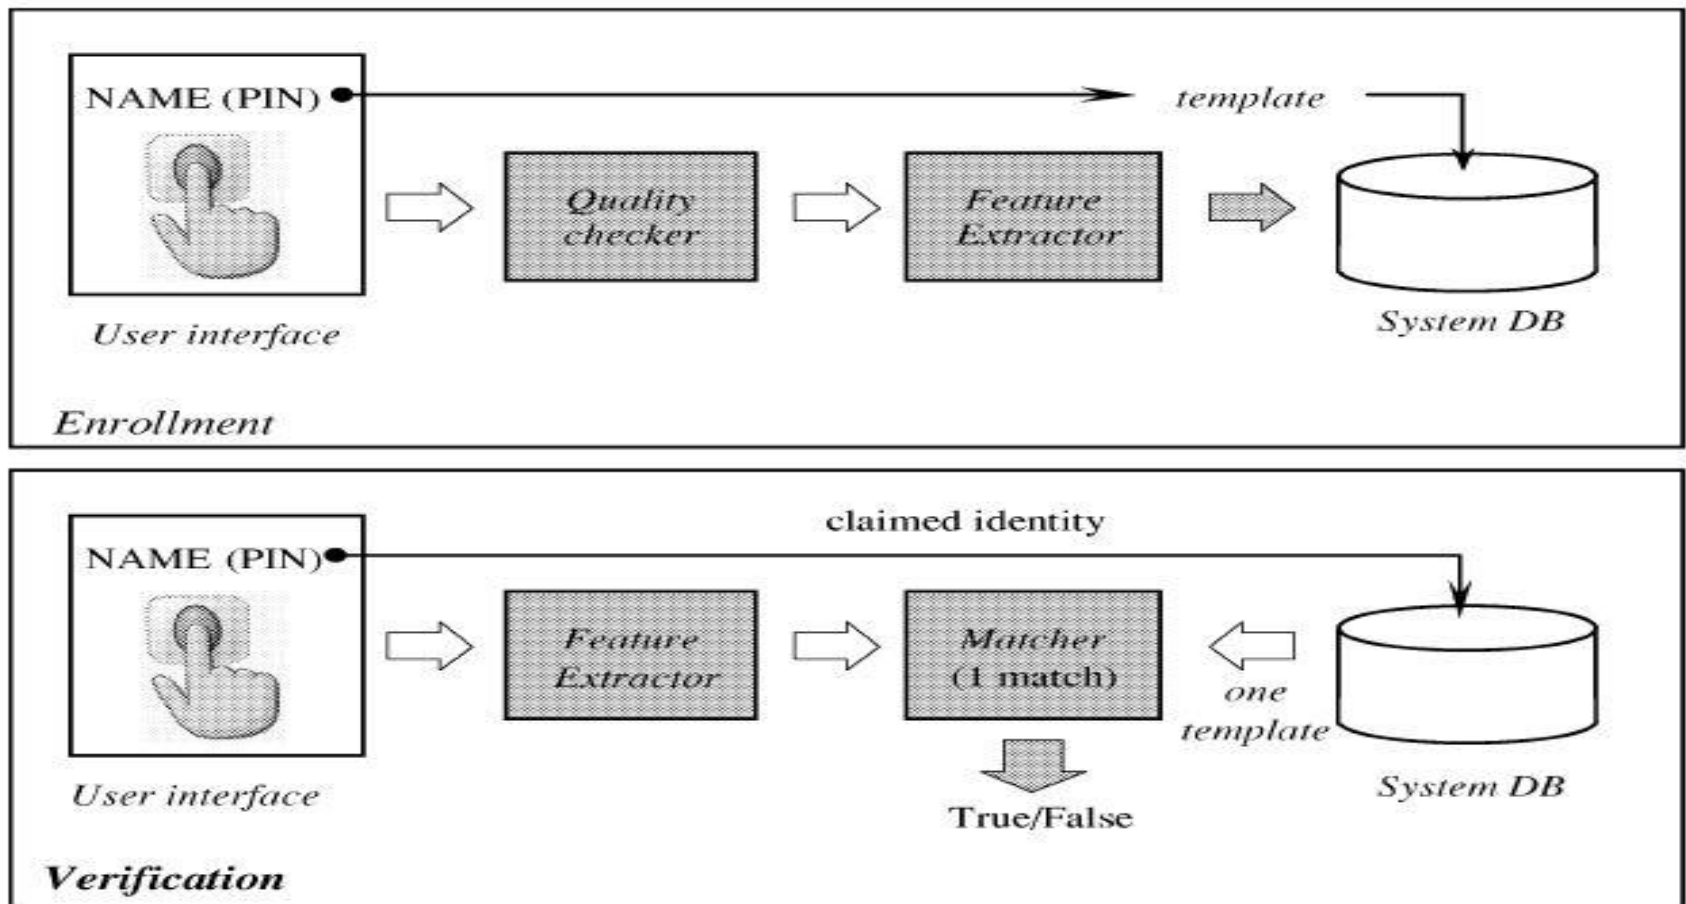 NAME (PIN)
template
Quality
checker
Feature
Extractor
User interface
System DB
Enrollment
claimed identity
NAME (PIN)
Feature
Extractor
Matcher
(1 match)
one
template
User interface
True/False
System DB
Verification